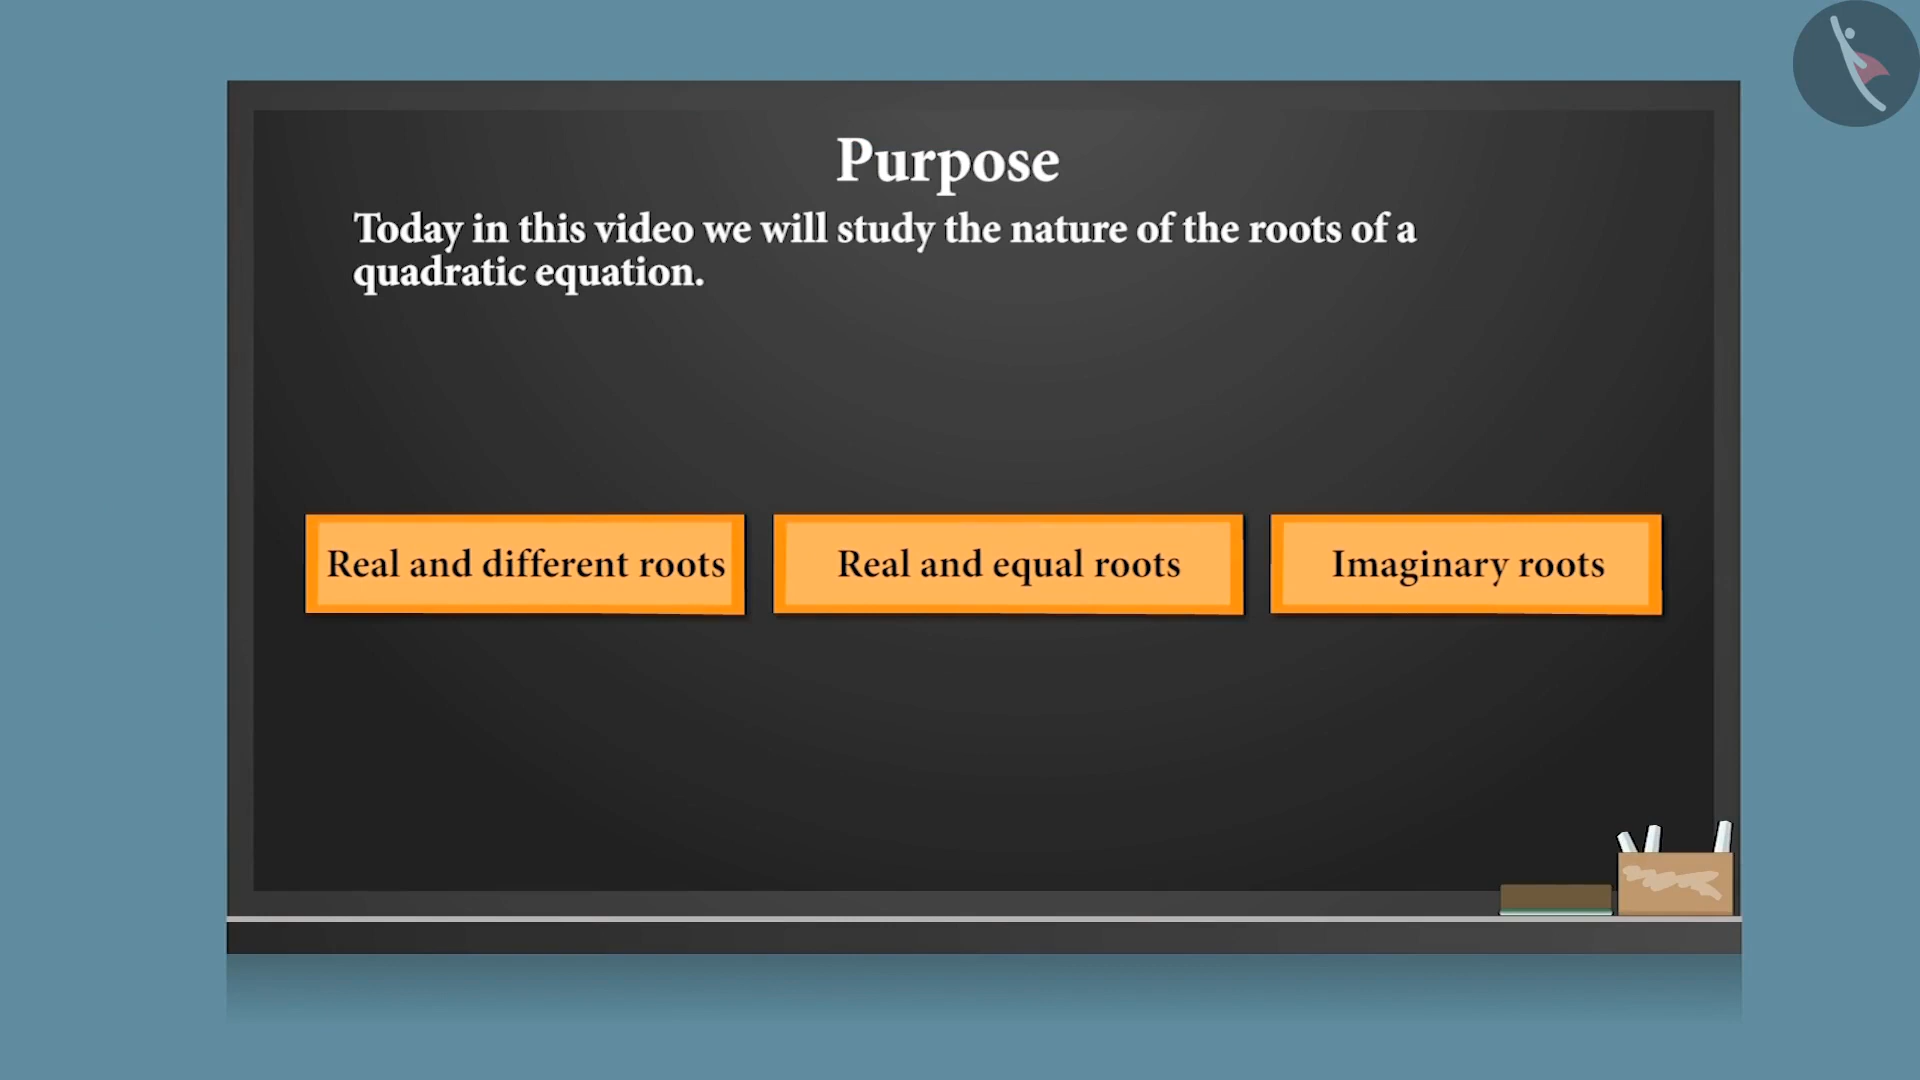 Purpose
Today in this video we will study the nature of the roots of a
quadratic equation.
Real and different roots
Real and equal roots
Imaginary roots